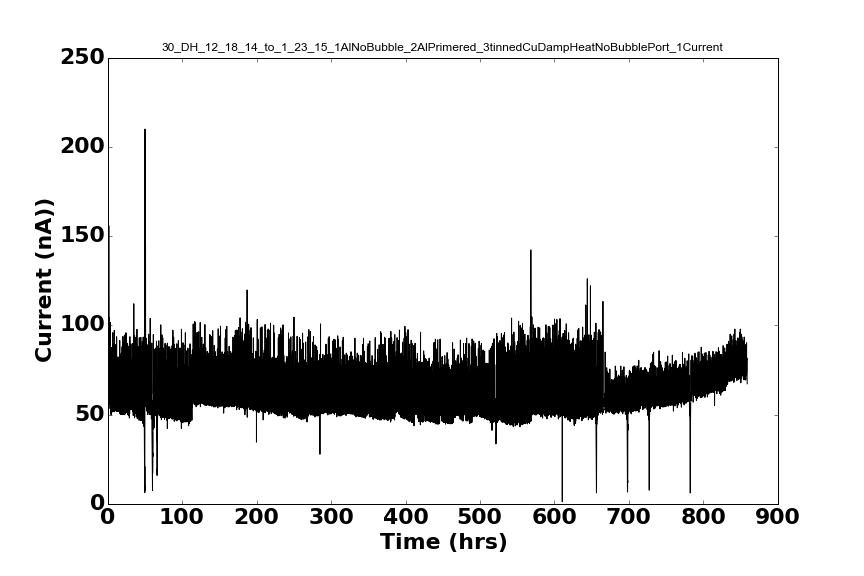 30_DH_12_18_14_to_1_23_15_1AlNoBubble_2AlPrimered_3tinnedCuDampHeatNoBubblePort_1Current
250
200
150
100
50
0
Current (nA))
0 100 200 300 400 500 600 700 800 900
Time (hrs)